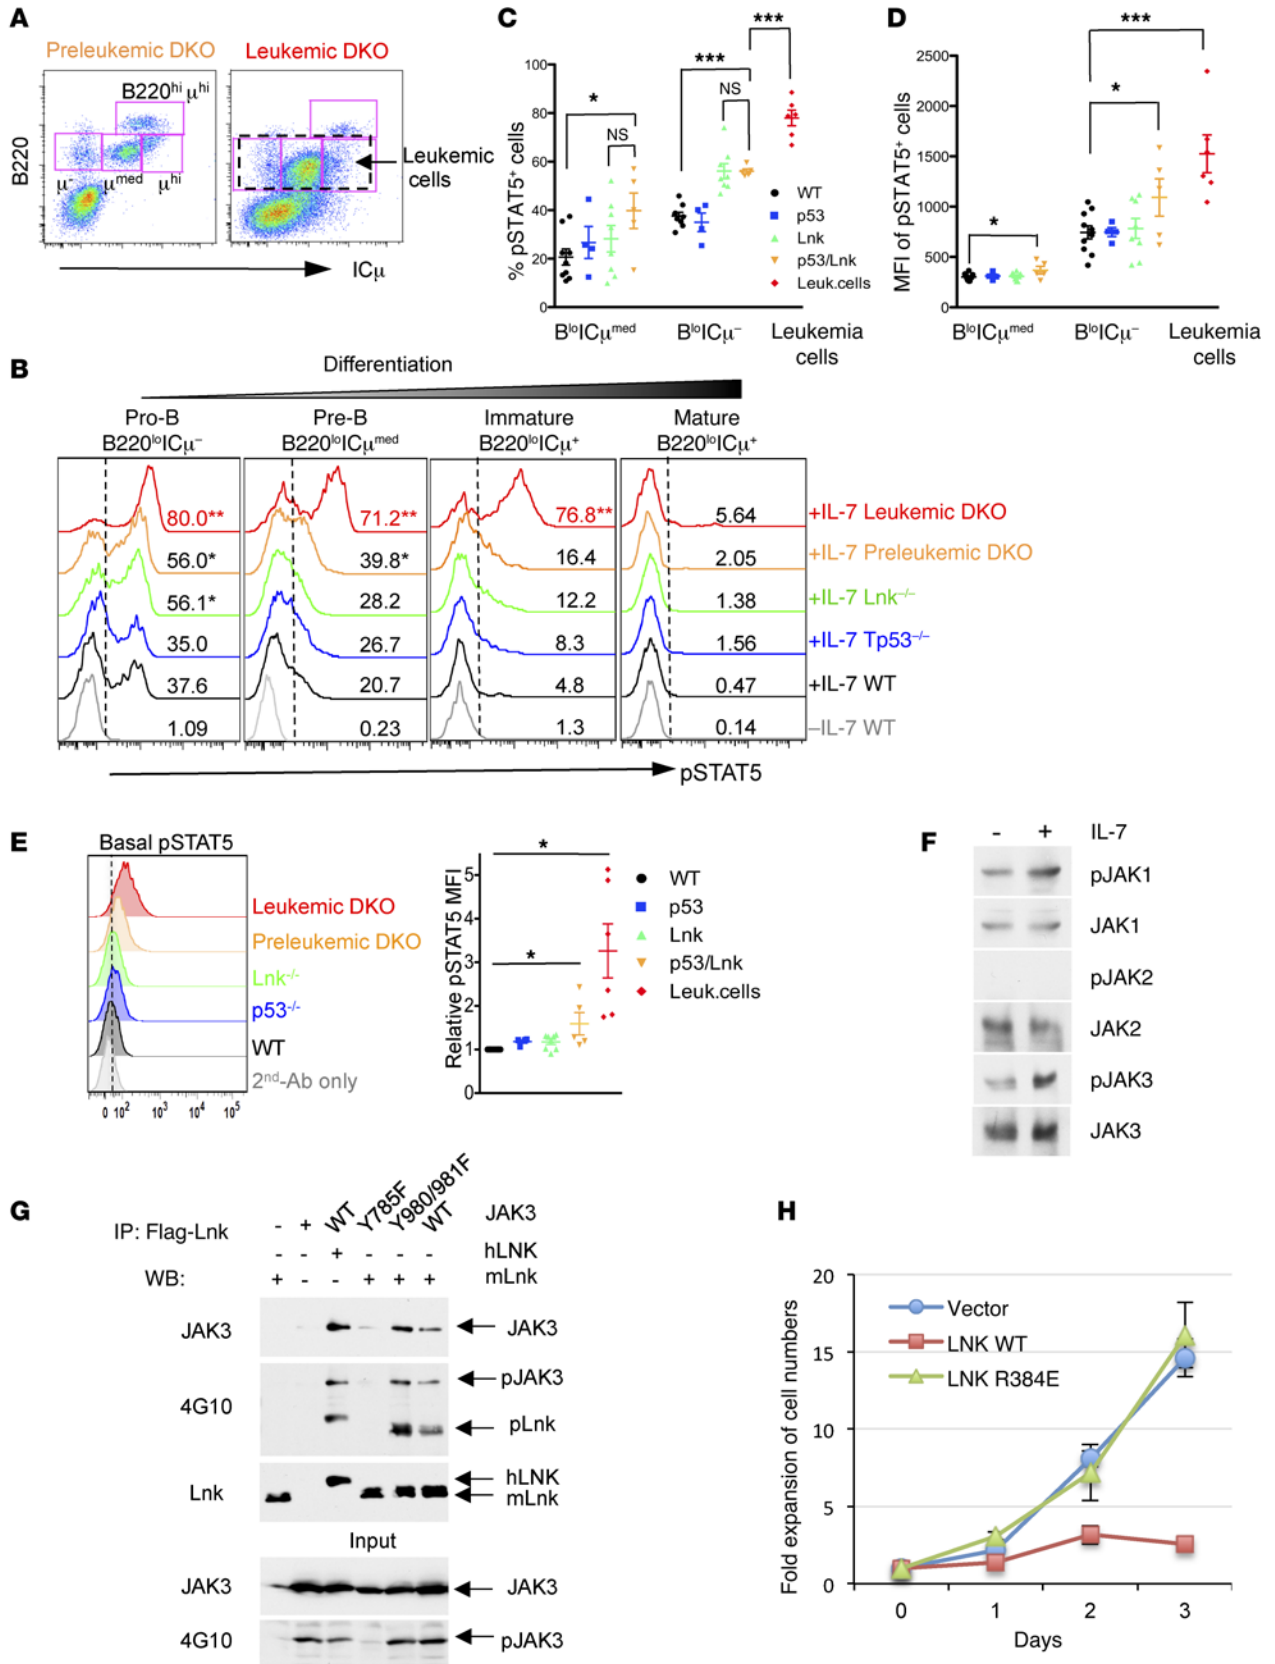 A
Preleukemic DKO
Leukemic DKO
B220hi μhi
B220
μ−
μmed
μhi
Leukemic
cells
ICμ
C
***
***
*
NS
NS
% pSTAT5+ cells
100
80
60
40
20
0
WT
p53
Lnk
p53/Lnk
Leuk.cells
BloICμmed
BloICμ−
Leukemia
cells
D
***
*
*
MFI of pSTAT5+ cells
2500
2000
1500
1000
500
0
BloICμmed
BloICμ−
Leukemia
cells
B
Differentiation
Pro-B
B220loICμ−
Pre-B
B220loICμmed
Immature
B220loICμ+
Mature
B220loICμ+
80.0** 71.2** 76.8** 5.64 +IL-7 Leukemic DKO
56.0* 39.8* 16.4 2.05 +IL-7 Preleukemic DKO
56.1* 28.2 12.2 1.38 +IL-7 Lnk−/−
35.0 26.7 8.3 1.56 +IL-7 Tp53−/−
37.6 20.7 4.8 0.47 +IL-7 WT
1.09 0.23 1.3 0.14 −IL-7 WT
pSTAT5
E
Basal pSTAT5
Leukemic DKO
Preleukemic DKO
Lnk-/-
p53-/-
WT
2nd-Ab only
0 102 103 104 105
Relative pSTAT5 MFI
5
4
3
2
1
0
*
*
WT
p53
Lnk
p53/Lnk
Leuk.cells
F
- + IL-7
pJAK1
JAK1
pJAK2
JAK2
pJAK3
JAK3
G
IP: Flag-Lnk
- + WT Y785F Y980/981F WT JAK3
- - + - - - hLNK
WB: + - - + + + mLnk
JAK3 JAK3
4G10 pJAK3
pLnk
Lnk hLNK
mLnk
Input
JAK3 JAK3
4G10 pJAK3
H
Fold expansion of cell numbers
20
15
10
5
0
Vector
LNK WT
LNK R384E
0 1 2 3
Days